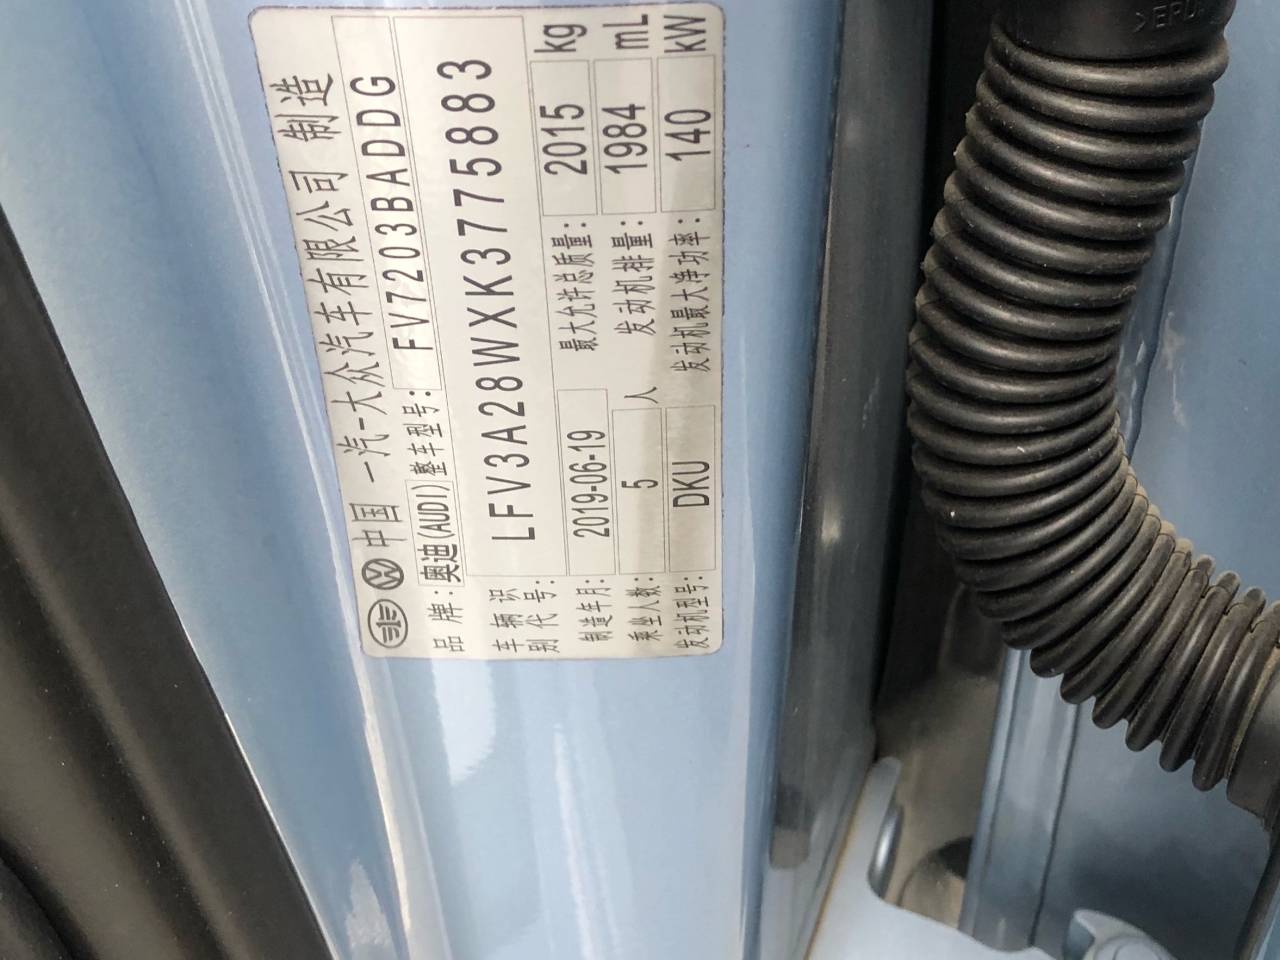 中国 一汽-大众汽车有限公司 制造
品 牌: 奥迪(AUDI) 整车型号: FV7203BADDG
车辆识别代号: LFV3A28WXK3775883
制造年月: 2019-06-19 最大允许总质量: 2015 kg
乘坐人数: 5 人 发动机排量: 1984 mL
发动机型号: DKU 发动机最大净功率: 140 kW